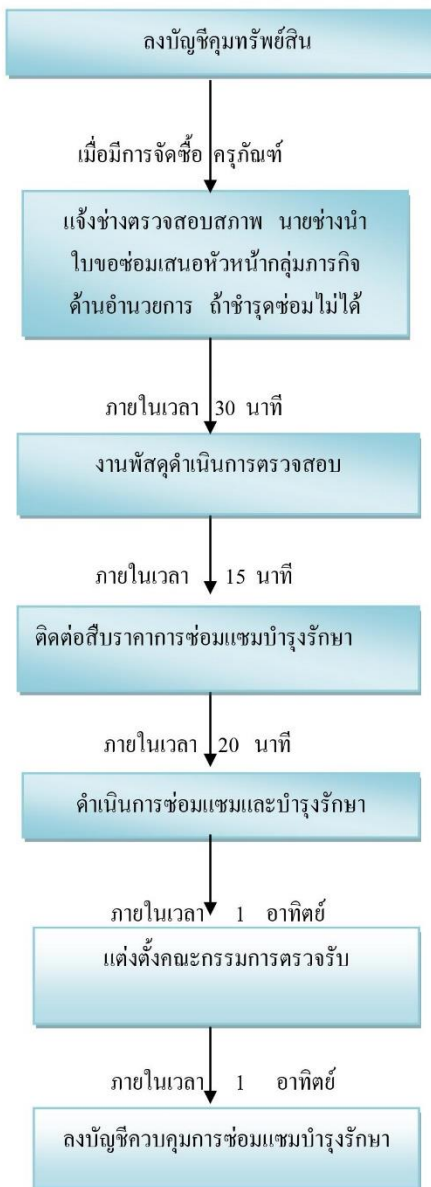 ลงบัญชีคุมทรัพย์สิน
เมื่อมีการจัดซื้อ ครุภัณฑ์
แจ้งช่างตรวจสอบสภาพ นายช่างนำ
ใบขอซ่อมเสนอหัวหน้ากลุ่มภารกิจ
ด้านอำนวยการ ถ้าชำรุดซ่อมไม่ได้
ภายในเวลา 30 นาที
งานพัสดุดำเนินการตรวจสอบ
ภายในเวลา 15 นาที
ติดต่อสืบราคาการซ่อมแซมบำรุงรักษา
ภายในเวลา 20 นาที
ดำเนินการซ่อมแซมและบำรุงรักษา
ภายในเวลา 1 อาทิตย์
แต่งตั้งคณะกรรมการตรวจรับ
ภายในเวลา 1 อาทิตย์
ลงบัญชีควบคุมการซ่อมแซมบำรุงรักษา